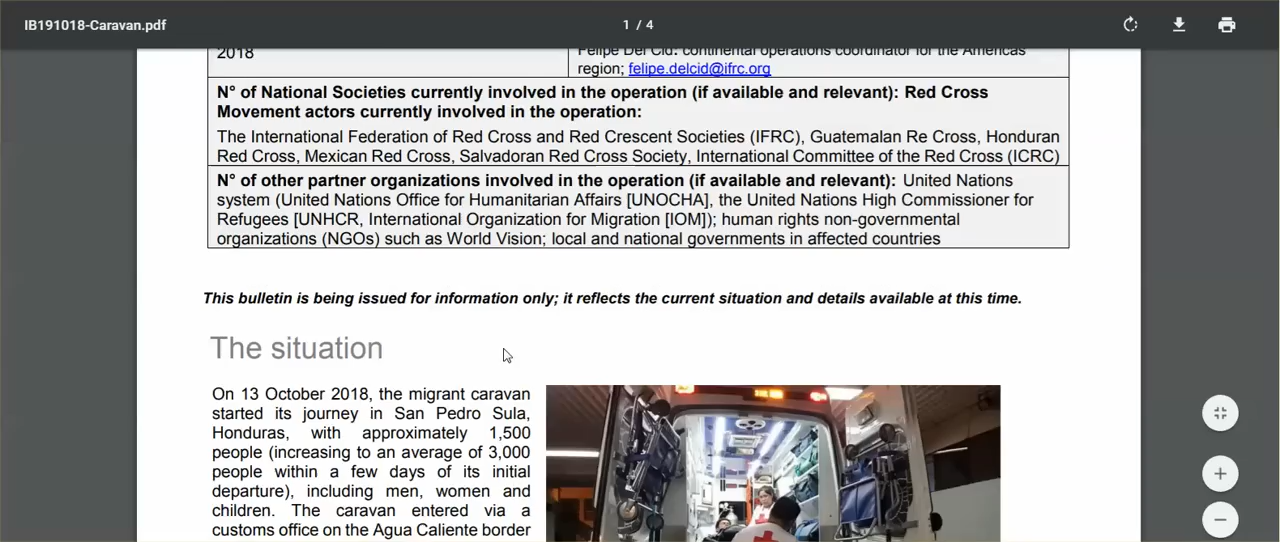 IB191018-Caravan.pdf
1 / 4
2018
Felipe Del Cid: continental operations coordinator for the Americas
region; felipe.delcid@ifrc.org
N° of National Societies currently involved in the operation (if available and relevant): Red Cross
Movement actors currently involved in the operation:
The International Federation of Red Cross and Red Crescent Societies (IFRC), Guatemalan Re Cross, Honduran
Red Cross, Mexican Red Cross, Salvadoran Red Cross Society, International Committee of the Red Cross (ICRC)
N° of other partner organizations involved in the operation (if available and relevant): United Nations
system (United Nations Office for Humanitarian Affairs [UNOCHA], the United Nations High Commissioner for
Refugees [UNHCR, International Organization for Migration [IOM]); human rights non-governmental
organizations (NGOs) such as World Vision; local and national governments in affected countries
This bulletin is being issued for information only; it reflects the current situation and details available at this time.
The situation
On 13 October 2018, the migrant caravan
started its journey in San Pedro Sula,
Honduras, with approximately 1,500
people (increasing to an average of 3,000
people within a few days of its initial
departure), including men, women and
children. The caravan entered via a
customs office on the Agua Caliente border